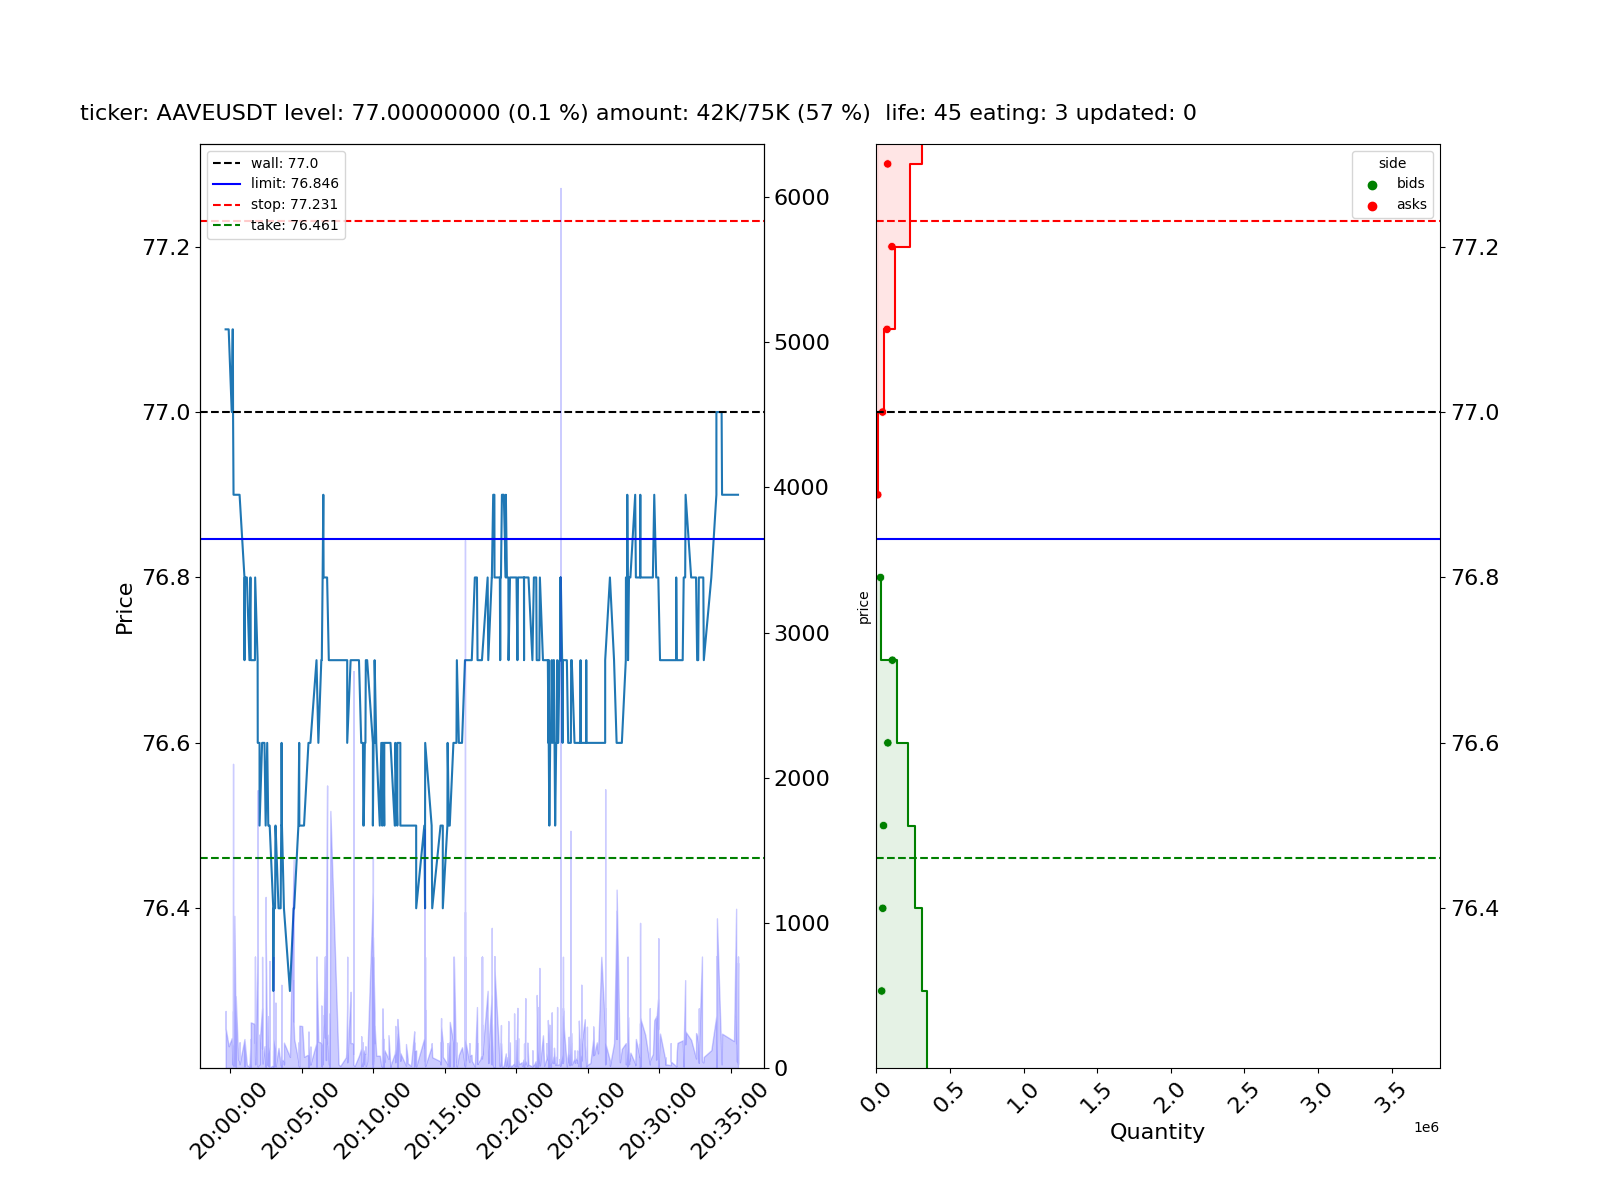 ticker: AAVEUSDT level: 77.00000000 (0.1 %) amount: 42K/75K (57 %)  life: 45 eating: 3 updated: 0
wall: 77.0
limit: 76.846
stop: 77.231
take: 76.461
77.2
77.0
76.8
76.6
76.4
Price
6000
5000
4000
3000
2000
1000
0
20:00:00
20:05:00
20:10:00
20:15:00
20:20:00
20:25:00
20:30:00
20:35:00
side
bids
asks
price
77.2
77.0
76.8
76.6
76.4
0.0
0.5
1.0
1.5
2.0
2.5
3.0
3.5
1e6
Quantity